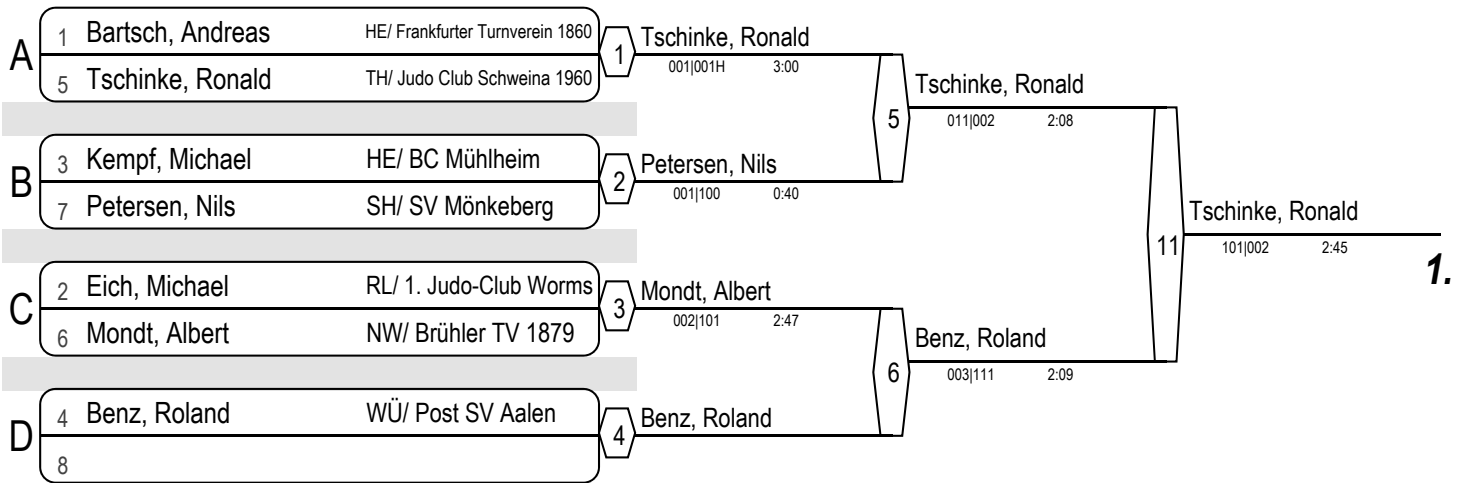 A
1 Bartsch, Andreas HE/ Frankfurter Turnverein 1860
5 Tschinke, Ronald TH/ Judo Club Schweina 1960
1
Tschinke, Ronald
001|001H 3:00
B
3 Kempf, Michael HE/ BC Mühlheim
7 Petersen, Nils SH/ SV Mönkeberg
2
Petersen, Nils
001|100 0:40
C
2 Eich, Michael RL/ 1. Judo-Club Worms
6 Mondt, Albert NW/ Brühler TV 1879
3
Mondt, Albert
002|101 2:47
D
4 Benz, Roland WÜ/ Post SV Aalen
8
4
Benz, Roland
5
Tschinke, Ronald
011|002 2:08
6
Benz, Roland
003|111 2:09
11
Tschinke, Ronald
101|002 2:45
1.